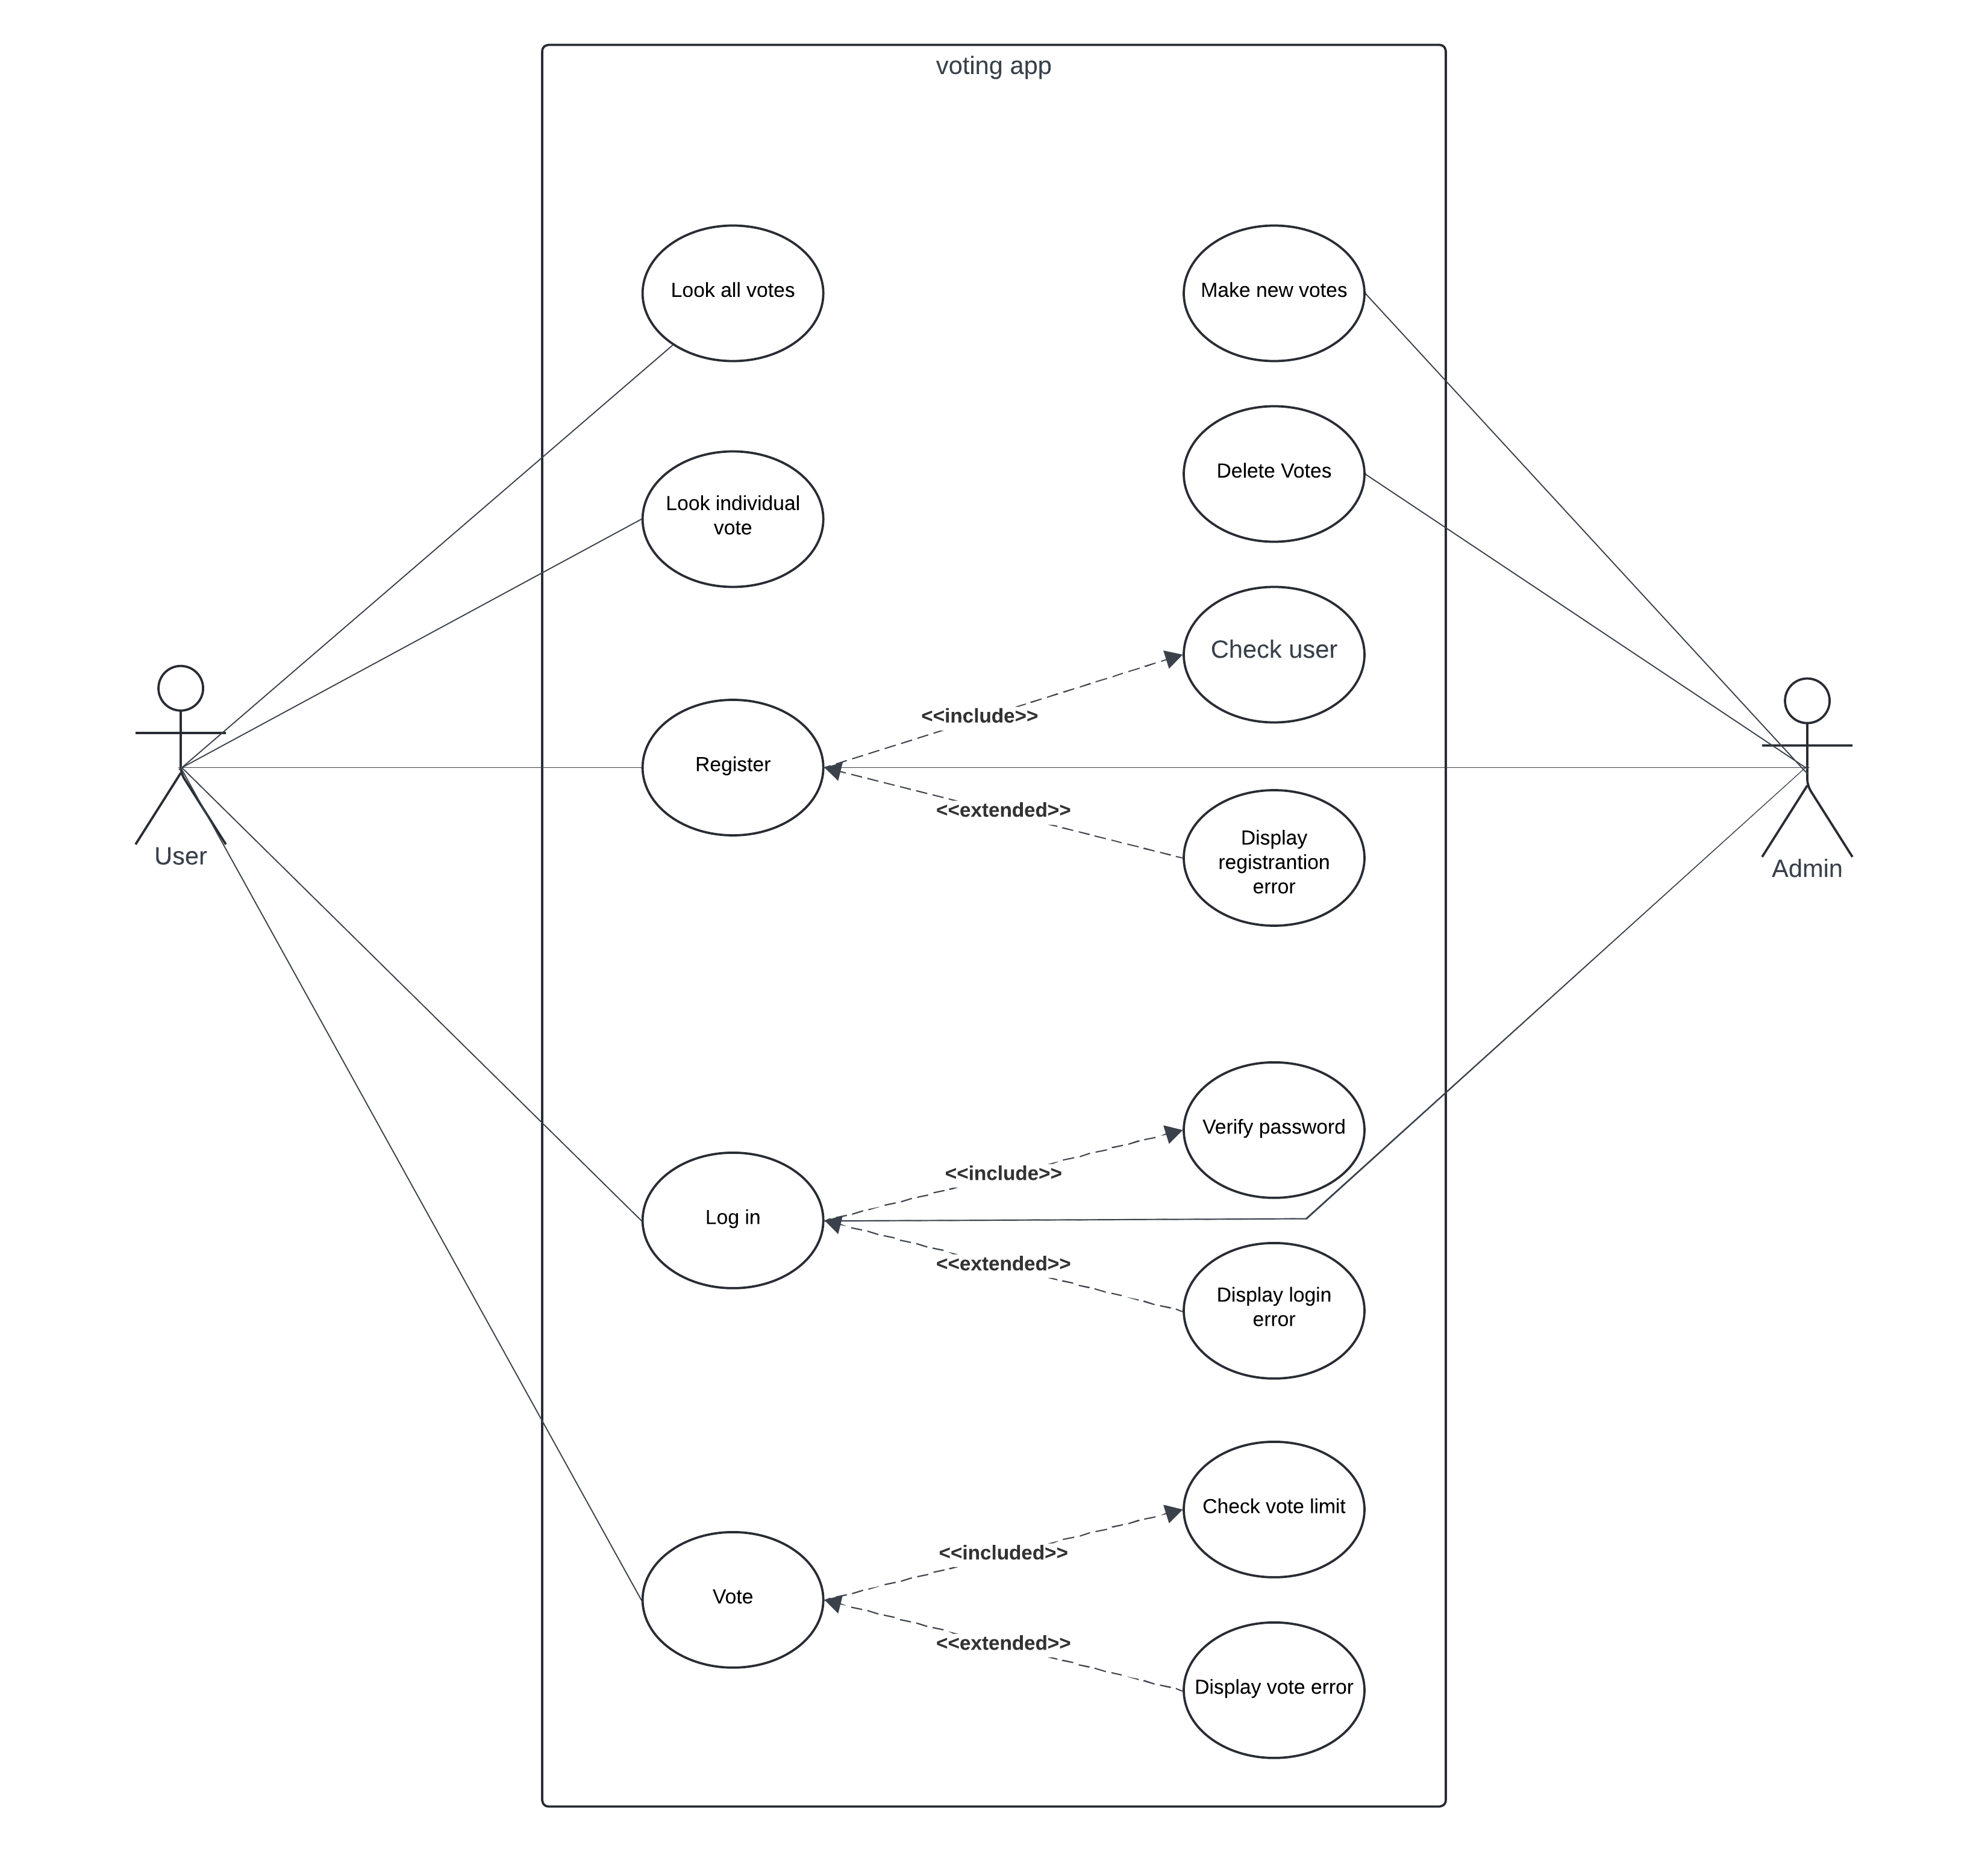 voting app
Look all votes
Make new votes
Delete Votes
Look individual
vote
Check user
<<include>>
Register
<<extended>>
Display
registrantion
error
User
Admin
Verify password
<<include>>
Log in
<<extended>>
Display login
error
Check vote limit
<<included>>
Vote
<<extended>>
Display vote error